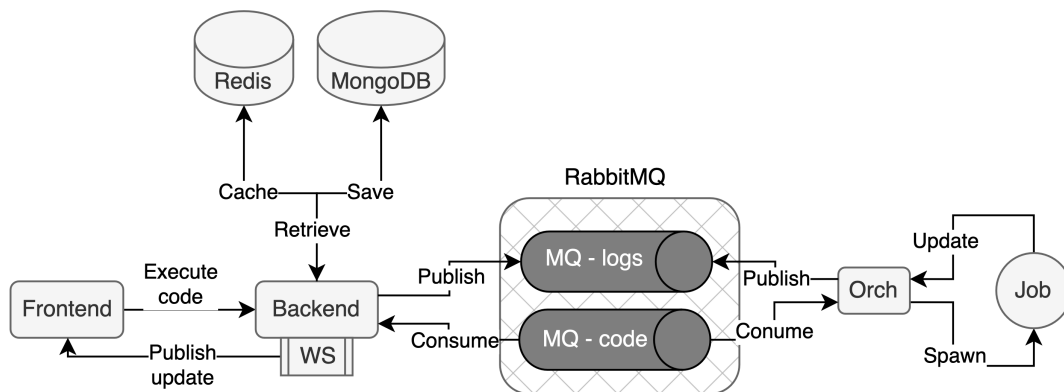 Redis
MongoDB
Cache
Save
Retrieve
RabbitMQ
MQ - logs
MQ - code
Execute
code
Publish
Publish
Update
Frontend
Backend
WS
Publish
update
Consume
Conume
Orch
Job
Spawn